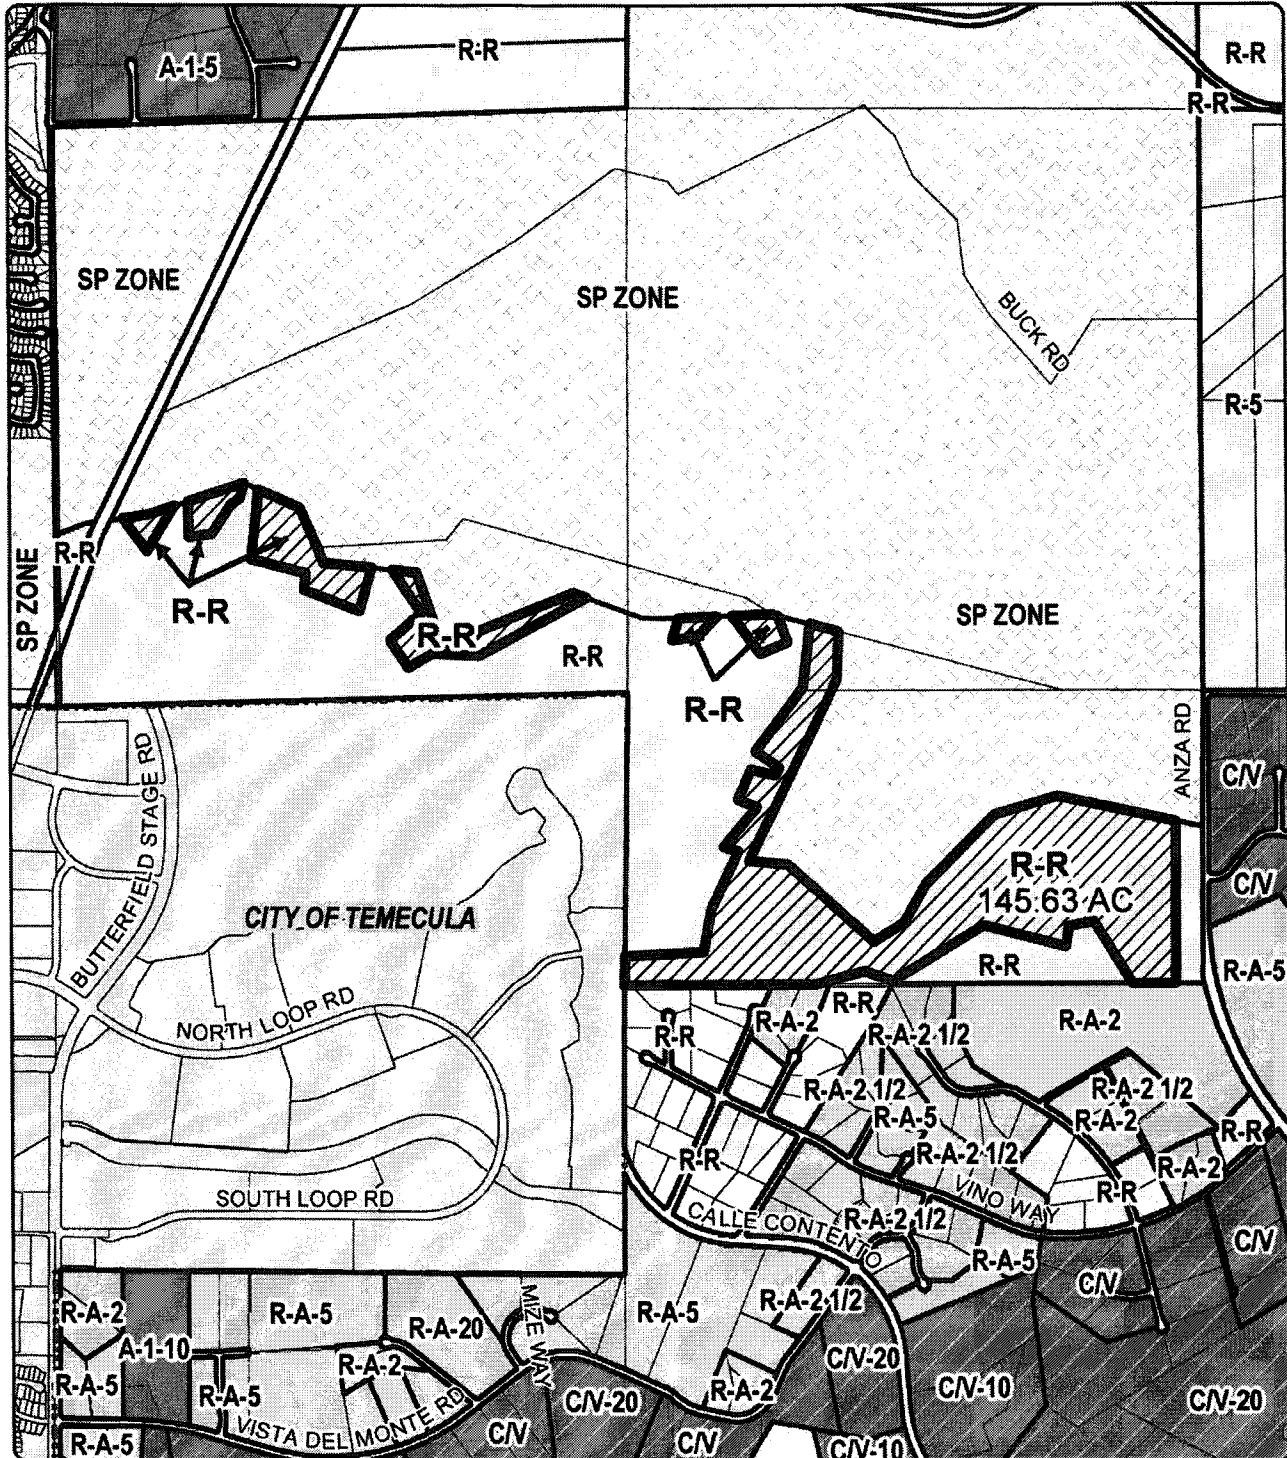 A-1-5
R-R
R-R
R-R
SP ZONE
SP ZONE
BUCK RD
R-5
SP ZONE
R-R
R-R
R-R
R-R
SP ZONE
R-R
ANZA RD
C/V
BUTTERFIELD STAGE RD
R-R
145.63 AC
C/V
CITY OF TEMECULA
R-R
R-A-5
NORTH LOOP RD
R-R
R-R
R-A-2
R-A-2 1/2
R-A-2
R-A-2 1/2
R-A-5
R-A-2 1/2
R-A-2
R-R
R-R
R-A-2 1/2
R-A-2
SOUTH LOOP RD
VINO WAY
R-R
CALLE CONTENTO
R-A-2 1/2
R-A-5
C/V
C/V
R-A-2
R-A-5
R-A-20
MIZE WAY
R-A-5
R-A-2 1/2
A-1-10
R-A-2
C/V-20
R-A-5
R-A-5
R-A-2
C/V-10
C/V-20
C/V-20
VISTA DEL MONTE RD
R-A-5
C/V
C/V
C/V-10